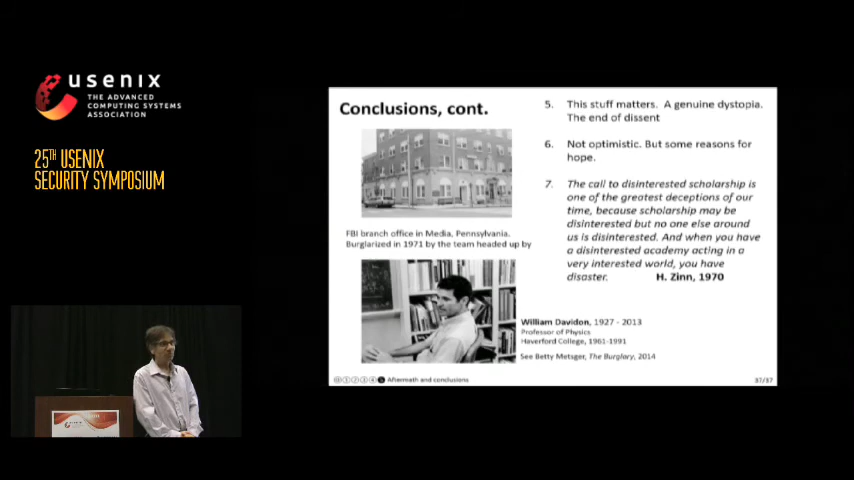 usenix
THE ADVANCED
COMPUTING SYSTEMS
ASSOCIATION
25TH USENIX
SECURITY SYMPOSIUM
Conclusions, cont.
FBI branch office in Media, Pennsylvania.
Burglarized in 1971 by the team headed up by
William Davidon, 1927 - 2013
Professor of Physics
Haverford College, 1961-1991
See Betty Metsger, The Burglary, 2014
5. This stuff matters. A genuine dystopia.
The end of dissent
6. Not optimistic. But some reasons for
hope.
7. The call to disinterested scholarship is
one of the greatest deceptions of our
time, because scholarship may be
disinterested but no one else around
us is disinterested. And when you have
a disinterested academy acting in a
very interested world, you have
disaster. H. Zinn, 1970
Aftermath and conclusions
37/37